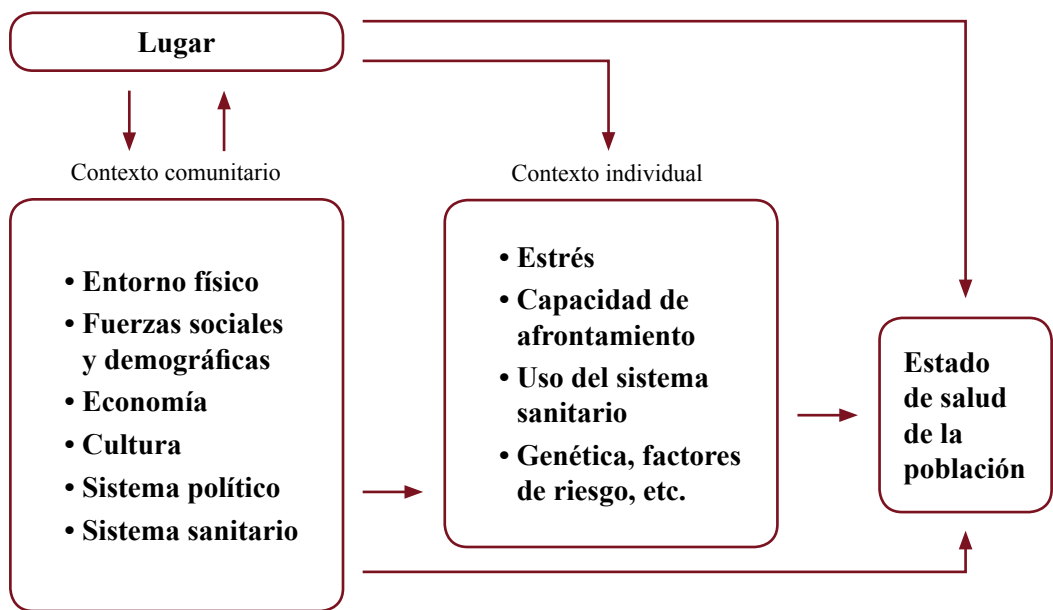 Lugar
Contexto comunitario
• Entorno físico
• Fuerzas sociales
y demográficas
• Economía
• Cultura
• Sistema político
• Sistema sanitario
Contexto individual
• Estrés
• Capacidad de
afrontamiento
• Uso del sistema
sanitario
• Genética, factores
de riesgo, etc.
Estado
de salud
de la
población